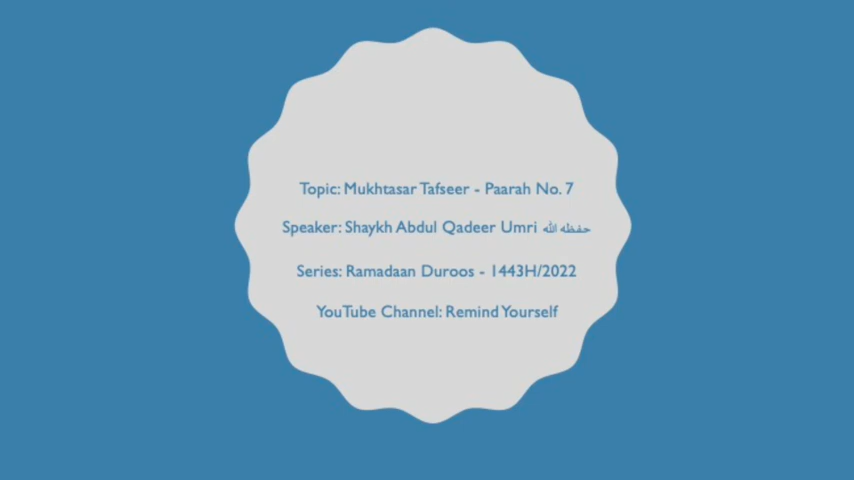 Topic: Mukhtasar Tafseer - Paarah No. 7
Speaker: Shaykh Abdul Qadeer Umri حفظه الله
Series: Ramadaan Duroos - 1443H/2022
YouTube Channel: Remind Yourself